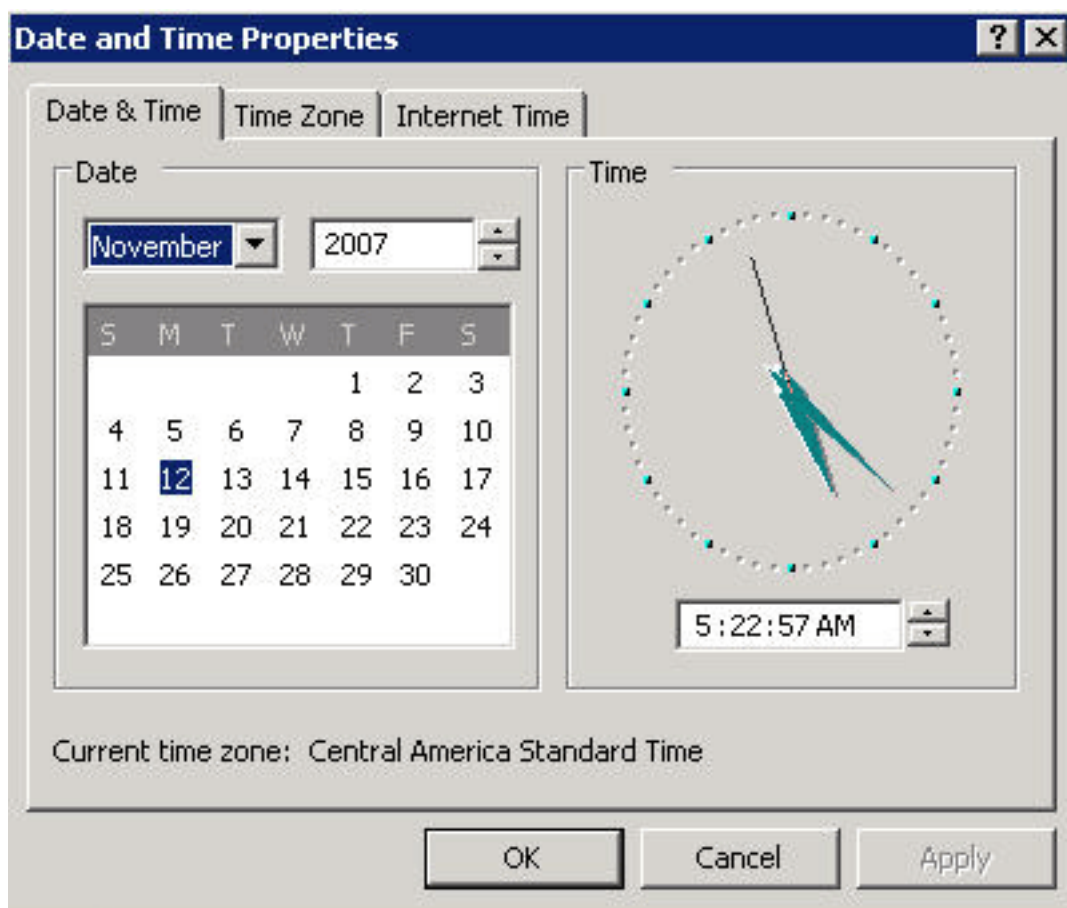 Date and Time Properties
Date & Time Time Zone Internet Time
Date
November 2007
S M T W T F S
1 2 3
4 5 6 7 8 9 10
11 12 13 14 15 16 17
18 19 20 21 22 23 24
25 26 27 28 29 30
Time
5:22:57 AM
Current time zone: Central America Standard Time
OK Cancel Apply